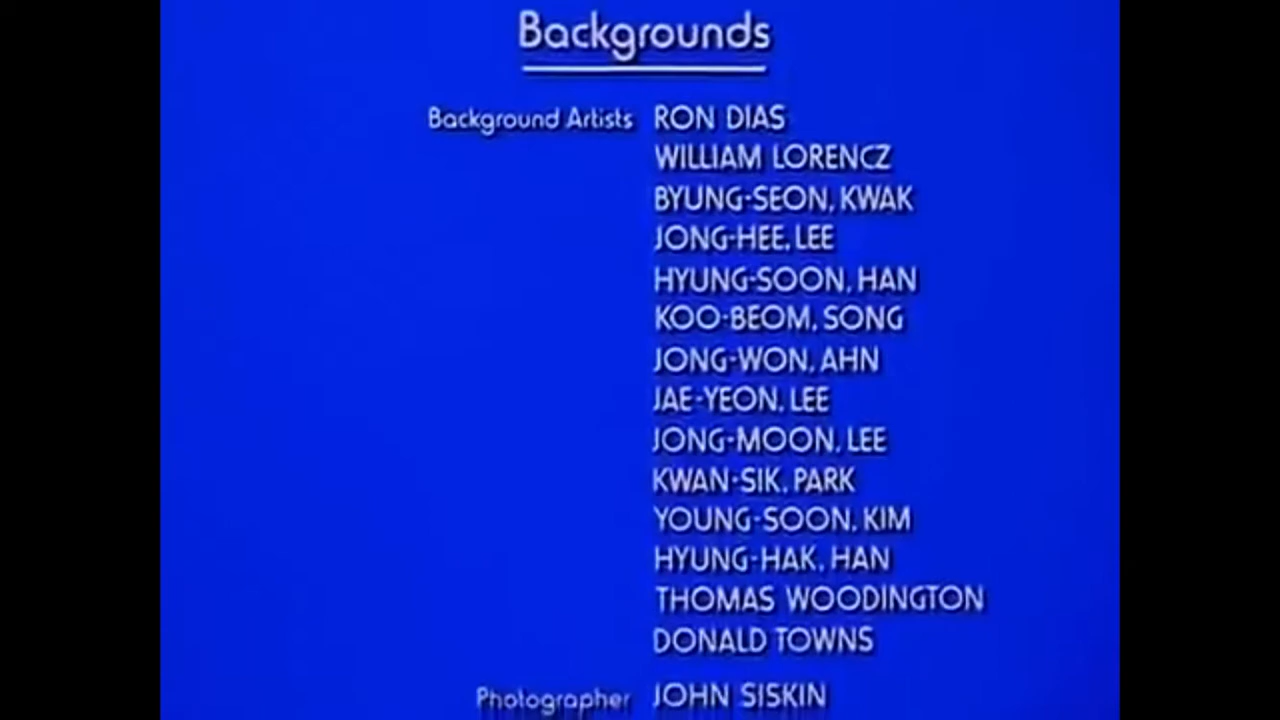 Backgrounds
Background Artists RON DIAS
WILLIAM LORENCZ
BYUNG-SEON, KWAK
JONG-HEE, LEE
HYUNG-SOON, HAN
KOO-BEOM, SONG
JONG-WON, AHN
JAE-YEON, LEE
JONG-MOON, LEE
KWAN-SIK, PARK
YOUNG-SOON, KIM
HYUNG-HAK, HAN
THOMAS WOODINGTON
DONALD TOWNS
Photographer JOHN SISKIN